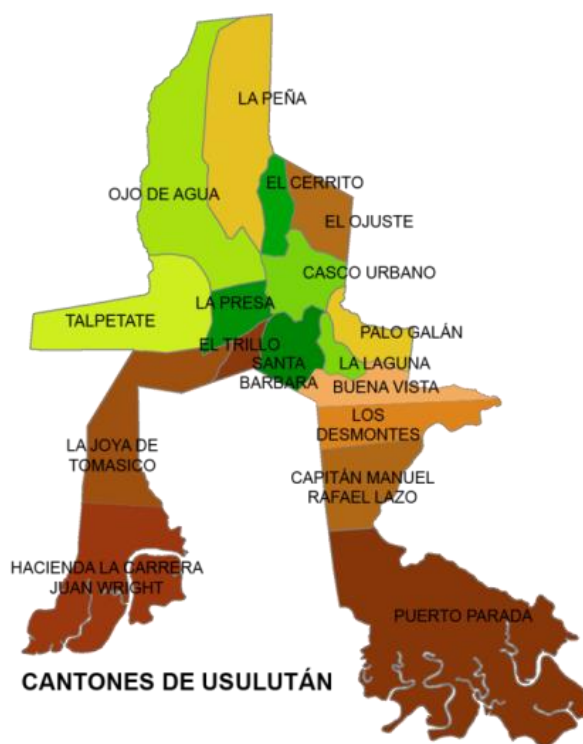 LA PEÑA
EL CERRITO
OJO DE AGUA
EL OJUSTE
CASCO URBANO
LA PRESA
TALPETATE
PALO GALÁN
EL TRILLO
SANTA
BARBARA
LA LAGUNA
BUENA VISTA
LOS
DESMONTES
LA JOYA DE
TOMASICO
CAPITÁN MANUEL
RAFAEL LAZO
HACIENDA LA CARRERA
JUAN WRIGHT
PUERTO PARADA
CANTONES DE USULUTÁN